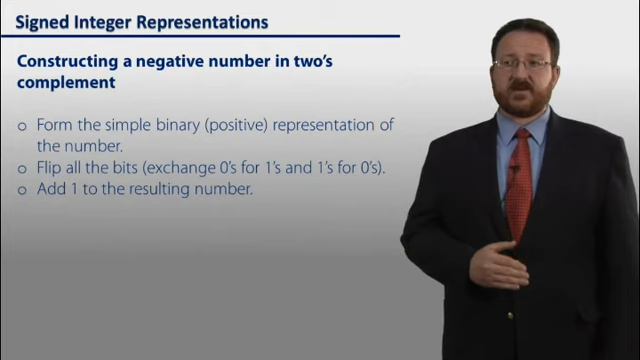 Signed Integer Representations
Constructing a negative number in two's
complement
o Form the simple binary (positive) representation of
the number.
o Flip all the bits (exchange 0's for 1's and 1's for 0's).
o Add 1 to the resulting number.